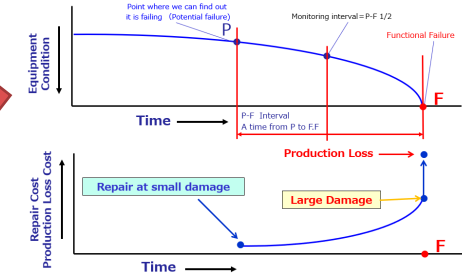 Point where we can find out
it is failing (Potential failure)
P
Monitoring interval=P-F 1/2
Functional Failure
Equipment
Condition
F
P-F Interval
A time from P to F.F
Time
Production Loss
Repair Cost
Production Loss Cost
Repair at small damage
Large Damage
F
Time